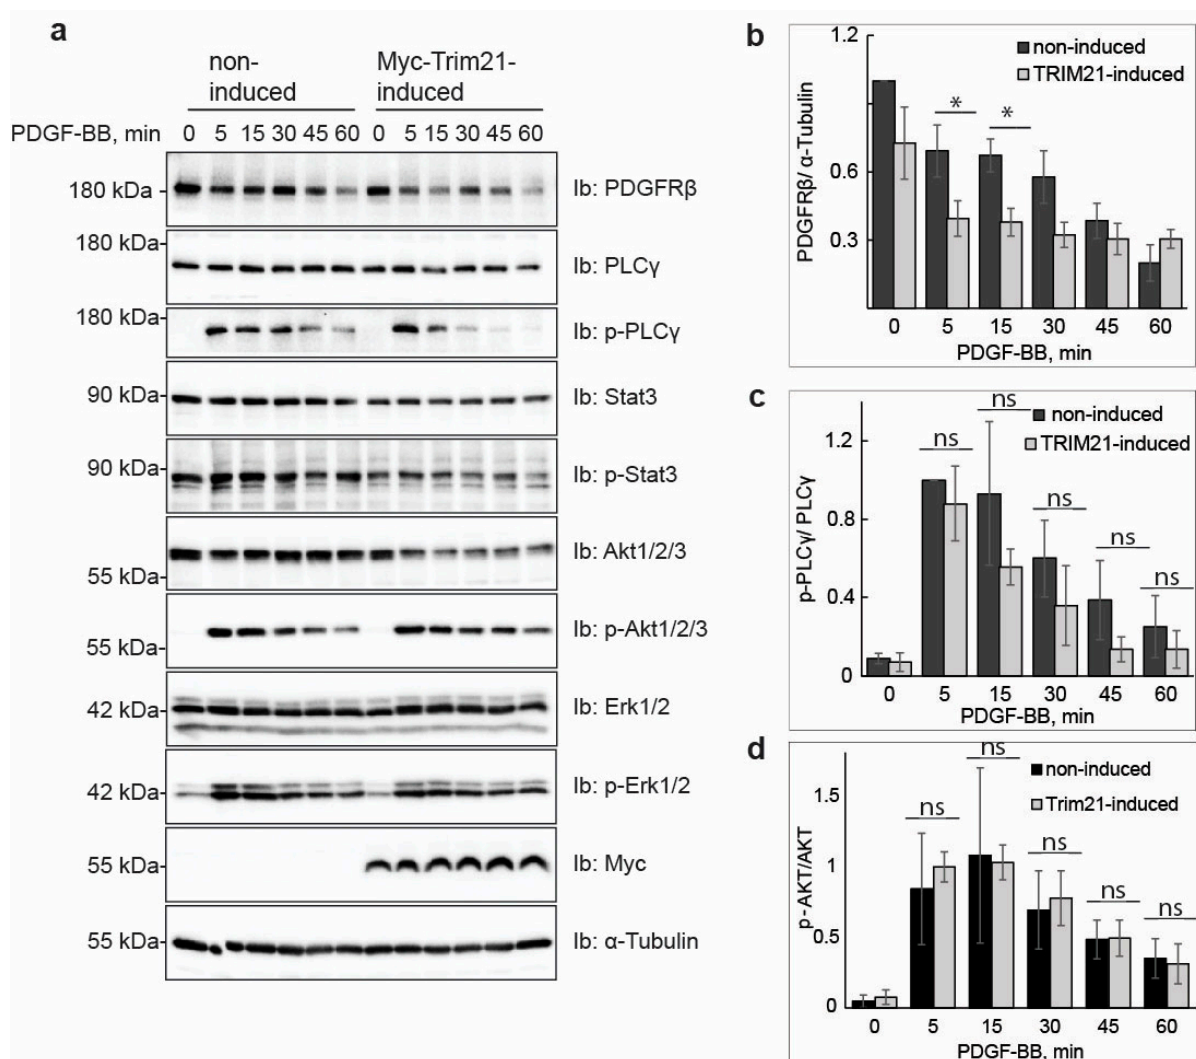 a
non-
induced
Myc-Trim21-
induced
PDGF-BB, min 0 5 15 30 45 60 0 5 15 30 45 60
180 kDa- Ib: PDGFRβ
180 kDa- Ib: PLCγ
180 kDa- Ib: p-PLCγ
90 kDa- Ib: Stat3
90 kDa- Ib: p-Stat3
55 kDa- Ib: Akt1/2/3
55 kDa- Ib: p-Akt1/2/3
42 kDa- Ib: Erk1/2
42 kDa- Ib: p-Erk1/2
55 kDa- Ib: Myc
55 kDa- Ib: α-Tubulin
b
PDGFRβ/ α-Tubulin
1.2
0.6
0.3
non-induced
TRIM21-induced
* *
0 5 15 30 45 60
PDGF-BB, min
c
p-PLCγ/ PLCγ
1.2
0.8
0.4
0
non-induced
TRIM21-induced
ns ns ns ns ns
0 5 15 30 45 60
PDGF-BB, min
d
p-AKT/AKT
1.5
1
0.5
0
non-induced
Trim21-induced
ns ns ns ns ns
0 5 15 30 45 60
PDGF-BB, min